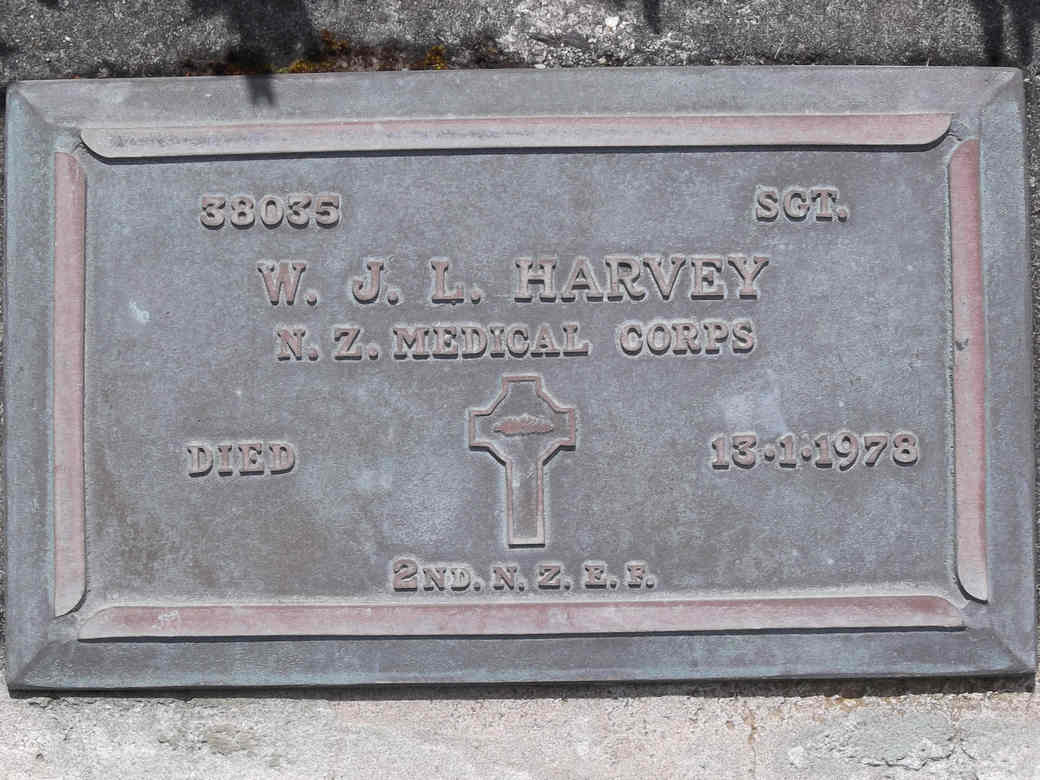 38035 SGT.
W. J. L. HARVEY
N. Z. MEDICAL CORPS
DIED 13·1·1978
2ND. N. Z. E. F.